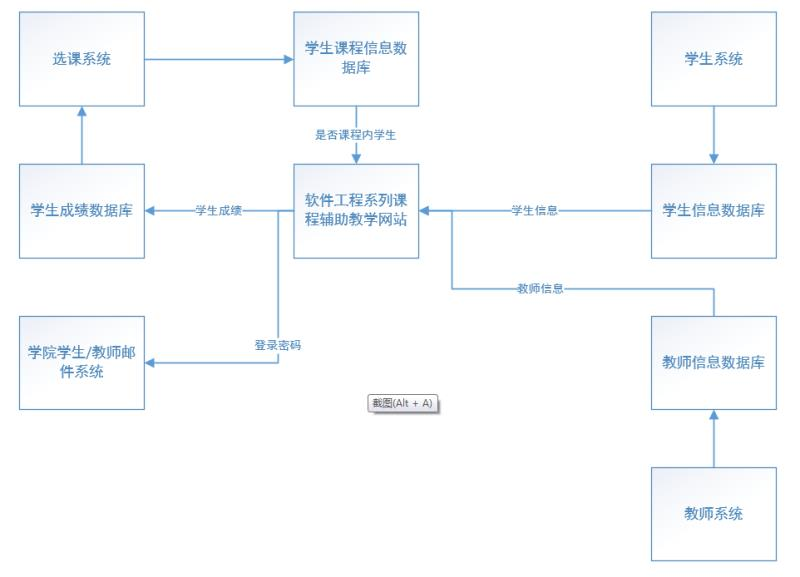 选课系统
学生课程信息数
据库
学生系统
是否课程内学生
学生成绩数据库
学生成绩
软件工程系列课
程辅助教学网站
学生信息
学生信息数据库
教师信息
学院学生/教师邮
件系统
登录密码
教师信息数据库
截图(Alt + A)
教师系统